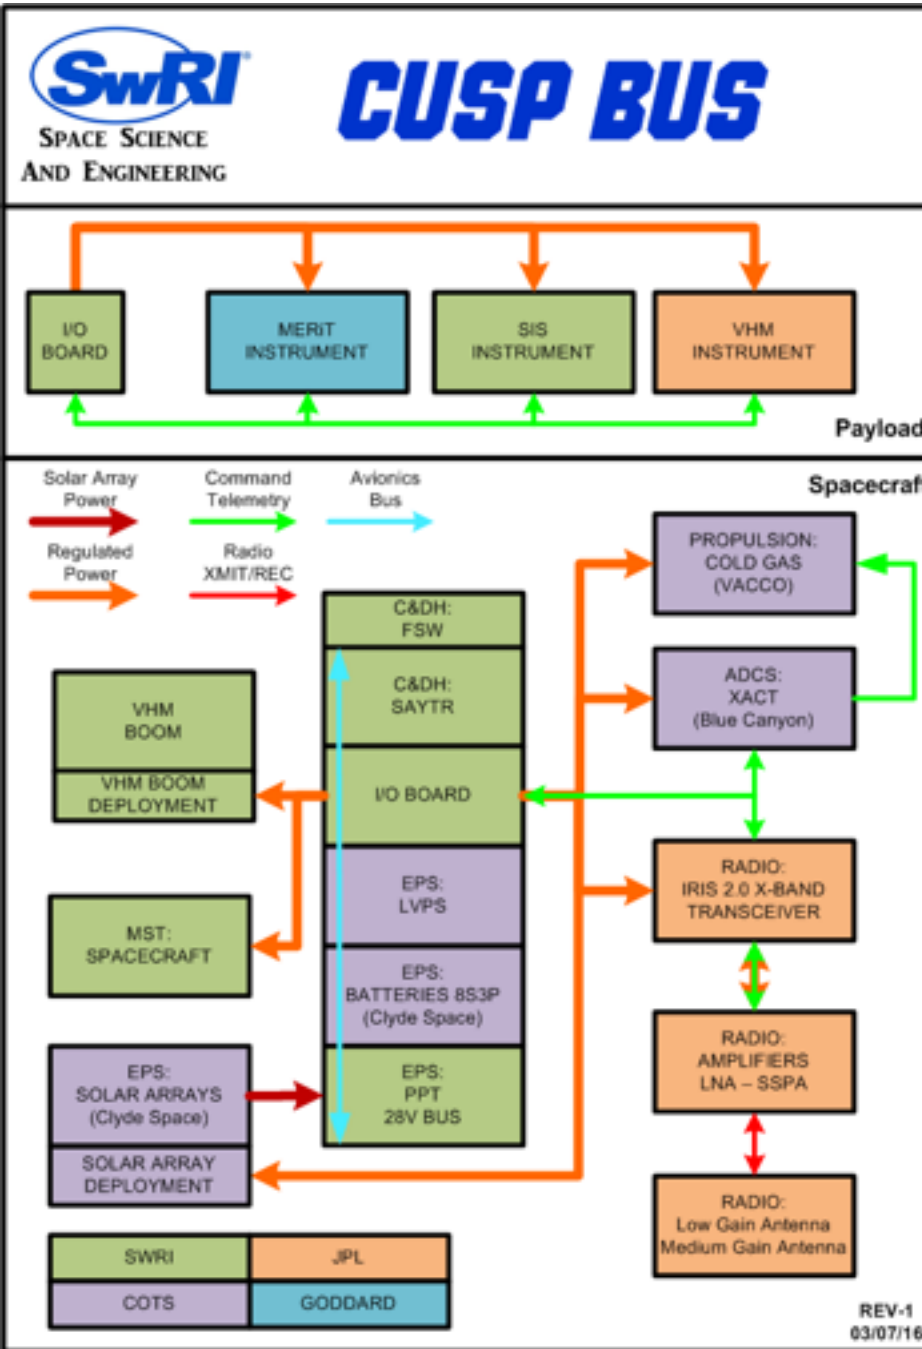 SwRI
SPACE SCIENCE
AND ENGINEERING
CUSP BUS
I/O
BOARD
MERiT
INSTRUMENT
SIS
INSTRUMENT
VHM
INSTRUMENT
Payload
Solar Array
Power
Command
Telemetry
Avionics
Bus
Spacecraft
Regulated
Power
Radio
XMIT/REC
PROPULSION:
COLD GAS
(VACCO)
C&DH:
FSW
C&DH:
SAYTR
ADCS:
XACT
(Blue Canyon)
VHM
BOOM
VHM BOOM
DEPLOYMENT
I/O BOARD
EPS:
LVPS
RADIO:
IRIS 2.0 X-BAND
TRANSCEIVER
MST:
SPACECRAFT
EPS:
BATTERIES 8S3P
(Clyde Space)
EPS:
SOLAR ARRAYS
(Clyde Space)
EPS:
PPT
28V BUS
RADIO:
AMPLIFIERS
LNA – SSPA
SOLAR ARRAY
DEPLOYMENT
RADIO:
Low Gain Antenna
Medium Gain Antenna
SWRI
JPL
COTS
GODDARD
REV-1
03/07/16